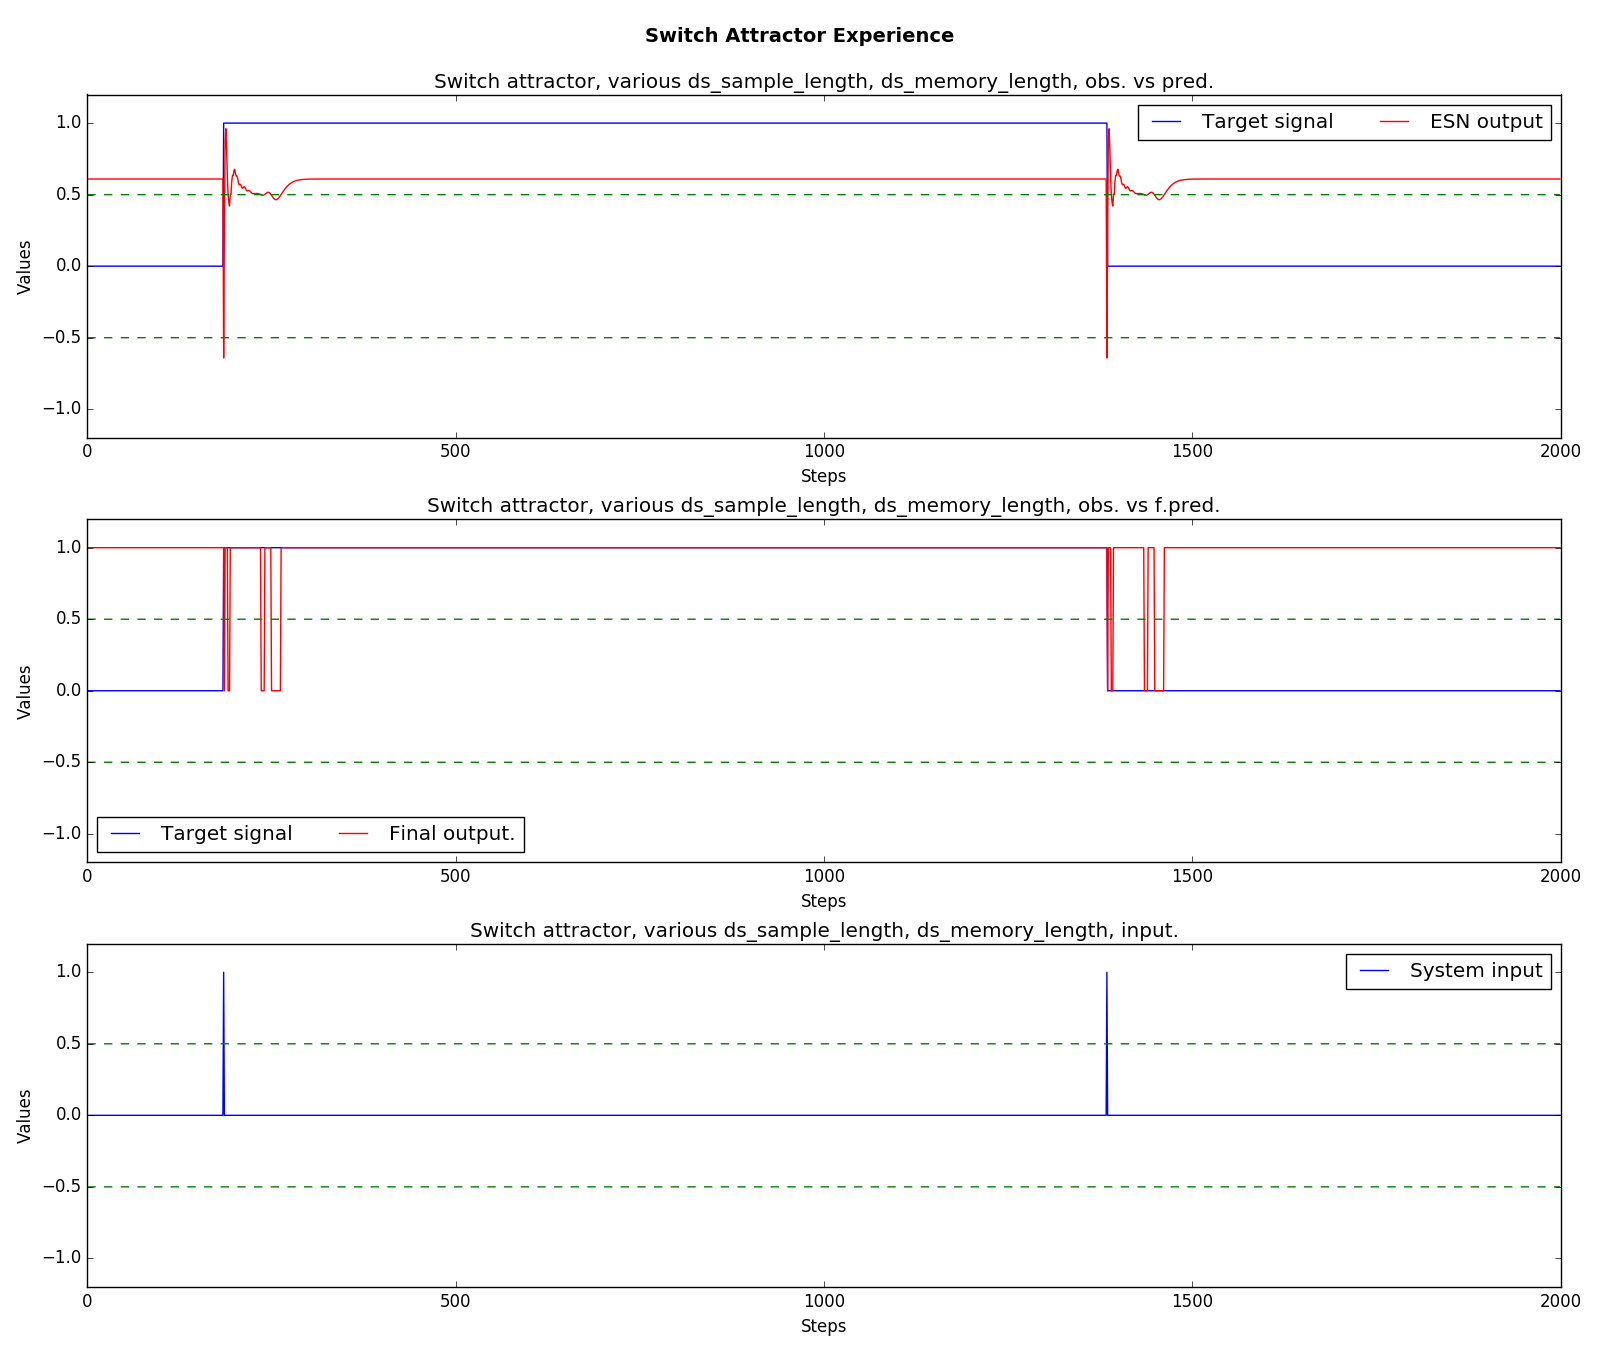 Switch Attractor Experience
Switch attractor, various ds_sample_length, ds_memory_length, obs. vs pred.
1.0
0.5
0.0
−0.5
−1.0
Values
Target signal ESN output
0 500 1000 1500 2000
Steps
Switch attractor, various ds_sample_length, ds_memory_length, obs. vs f.pred.
1.0
0.5
0.0
−0.5
−1.0
Values
Target signal Final output.
0 500 1000 1500 2000
Steps
Switch attractor, various ds_sample_length, ds_memory_length, input.
1.0
0.5
0.0
−0.5
−1.0
Values
System input
0 500 1000 1500 2000
Steps